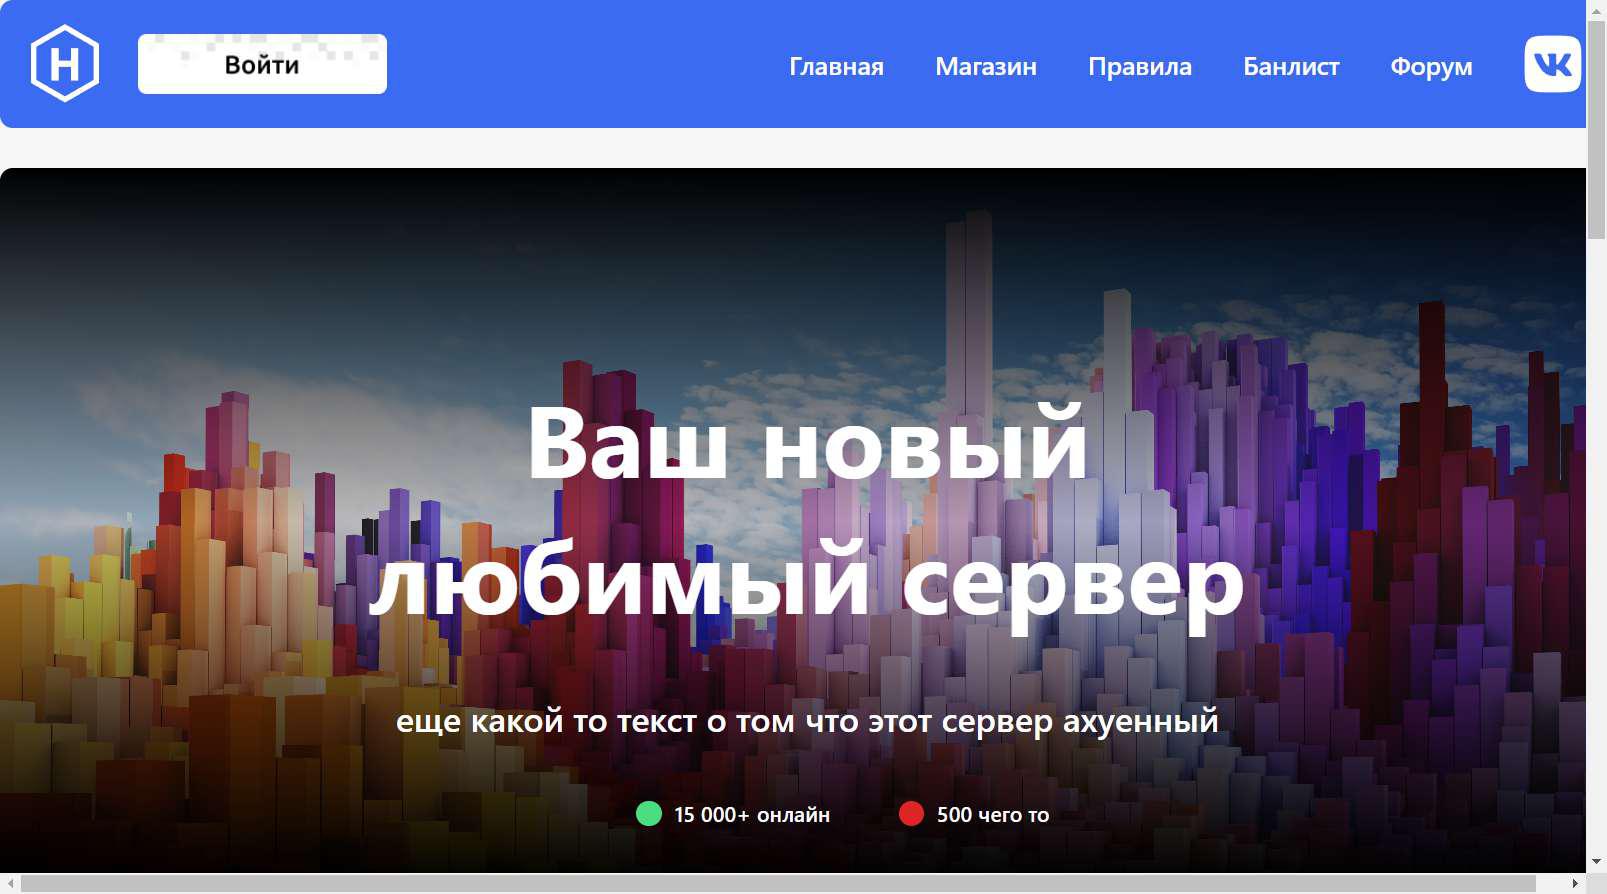 H
Войти
Главная Магазин Правила Банлист Форум
VK
Ваш новый
любимый сервер
еще какой то текст о том что этот сервер ахуенный
15 000+ онлайн 500 чего то